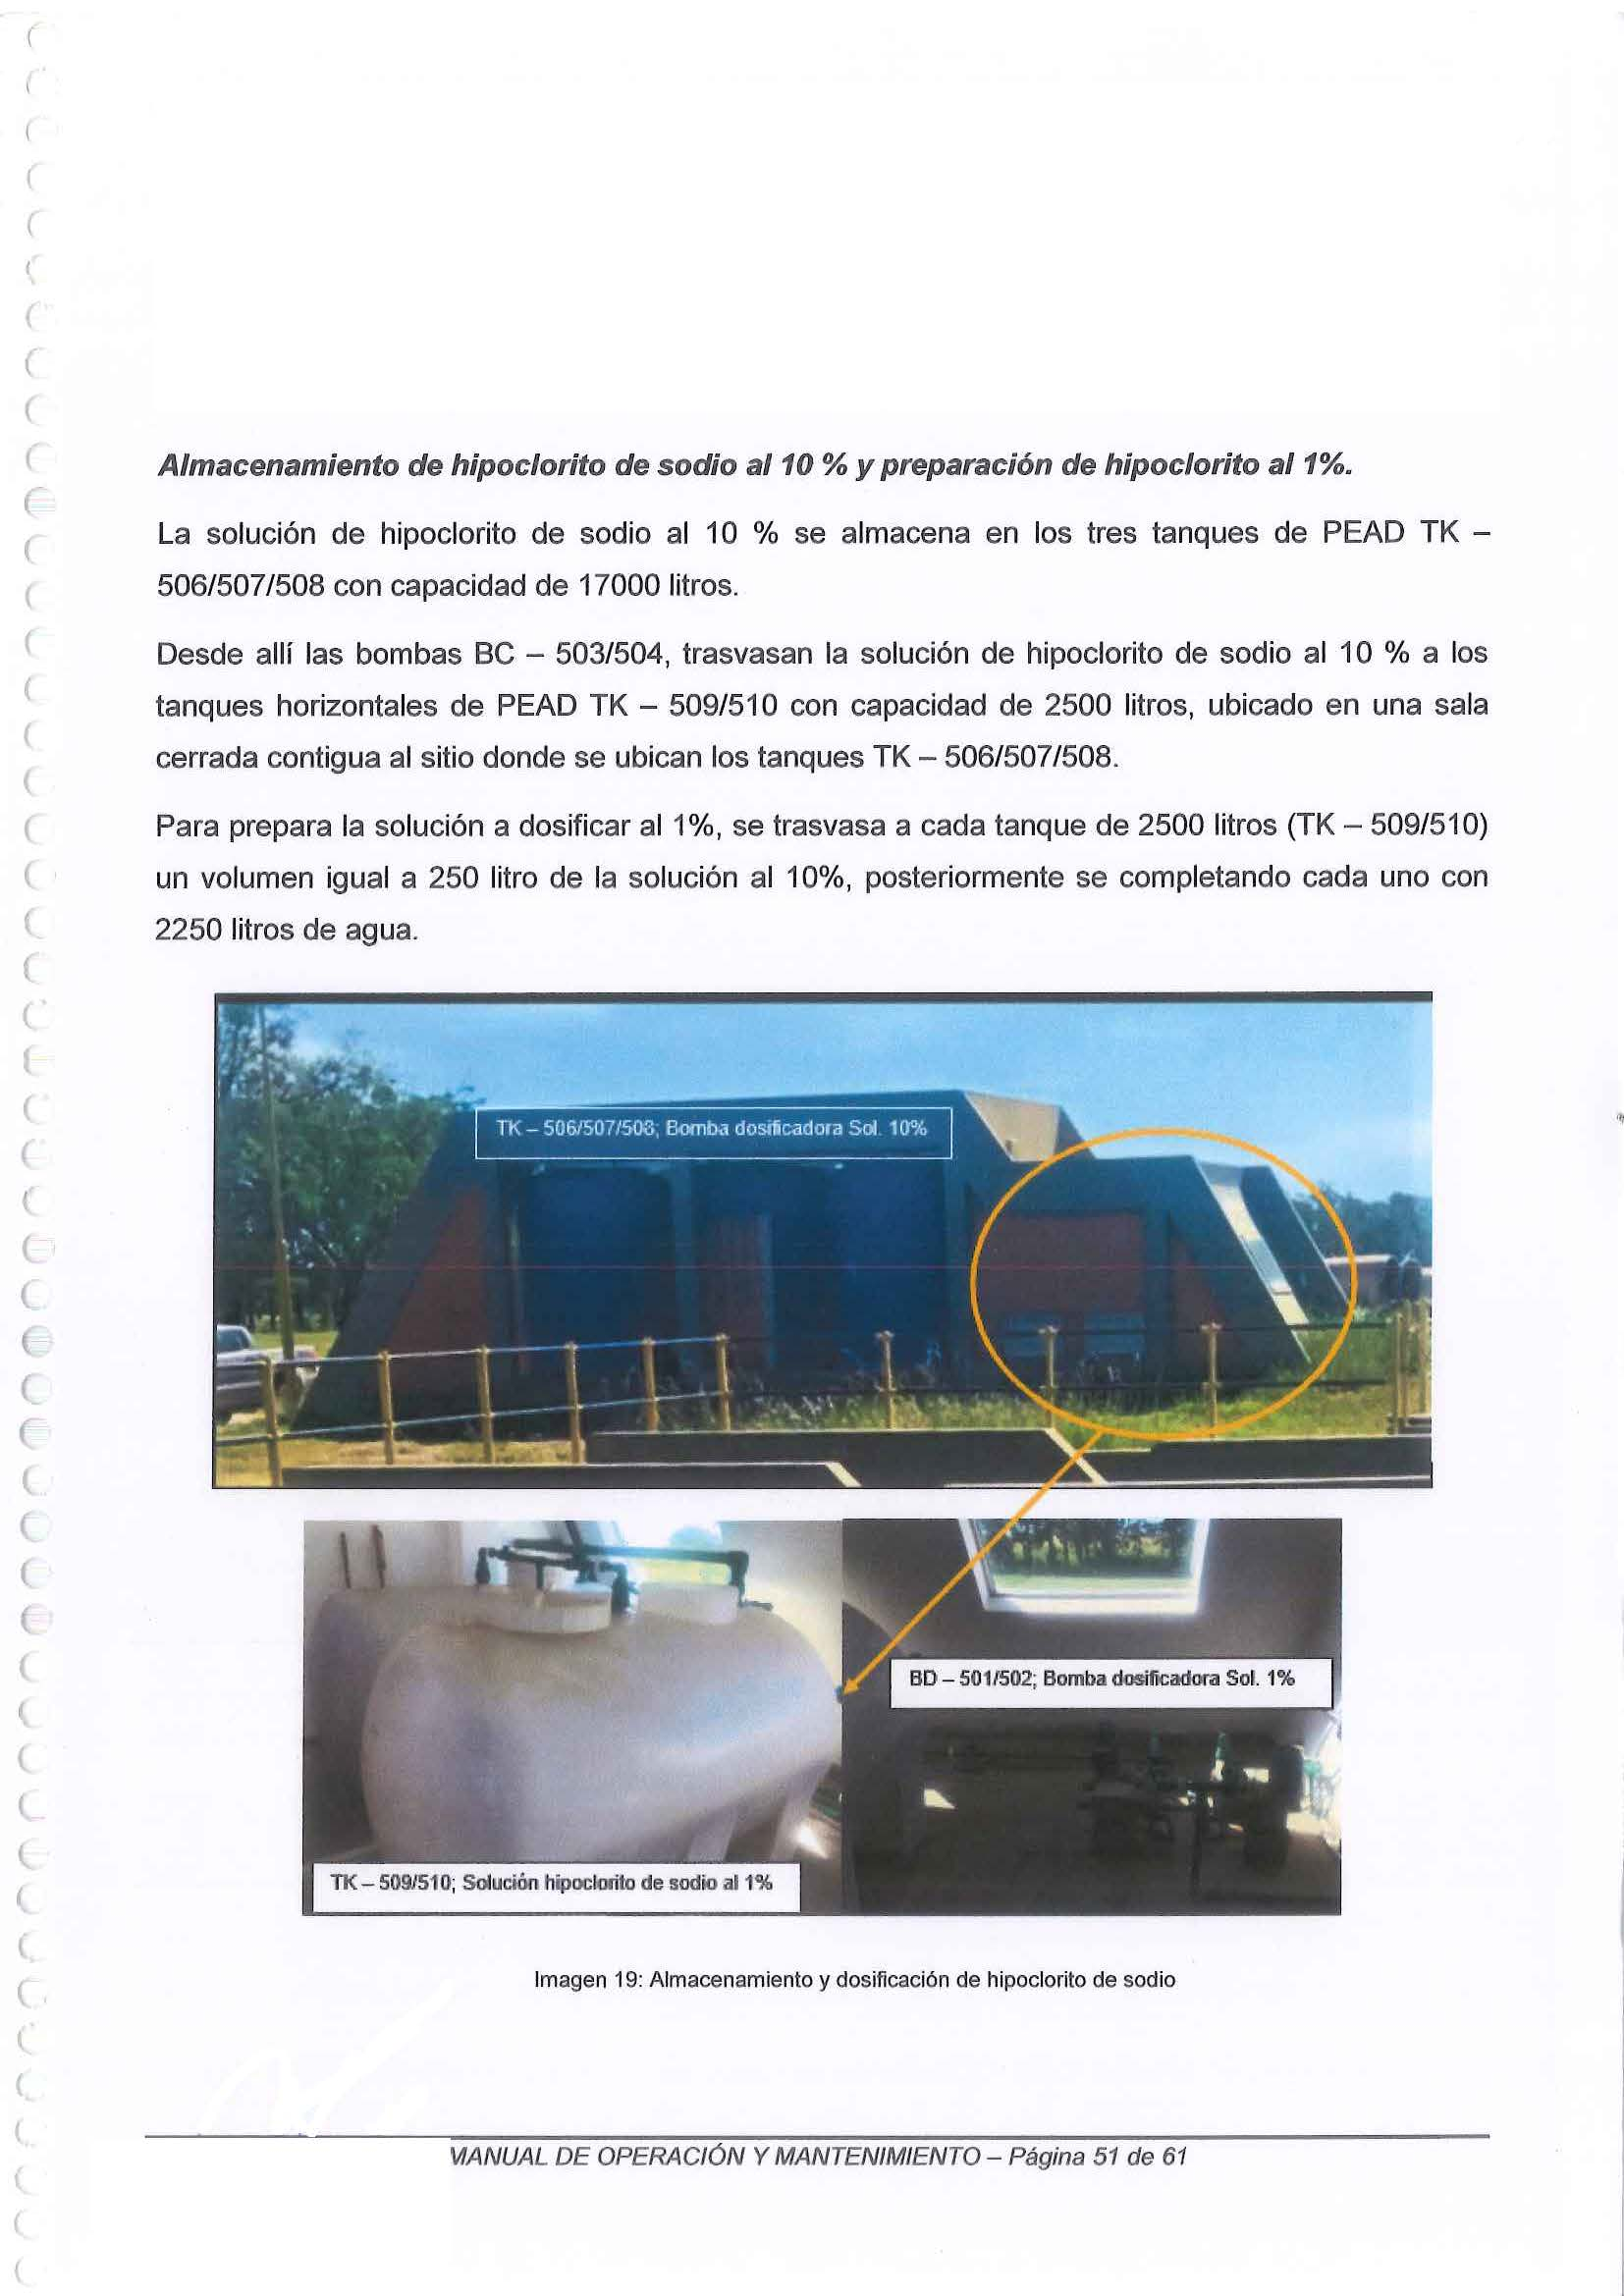 Almacenamiento de hipoclorito de sodio al 10 % y preparación de hipoclorito al 1%.
La solución de hipoclorito de sodio al 10 % se almacena en los tres tanques de PEAD TK –
506/507/508 con capacidad de 17000 litros.
Desde allí las bombas BC – 503/504, trasvasan la solución de hipoclorito de sodio al 10 % a los
tanques horizontales de PEAD TK – 509/510 con capacidad de 2500 litros, ubicado en una sala
cerrada contigua al sitio donde se ubican los tanques TK – 506/507/508.
Para prepara la solución a dosificar al 1%, se trasvasa a cada tanque de 2500 litros (TK – 509/510)
un volumen igual a 250 litro de la solución al 10%, posteriormente se completando cada uno con
2250 litros de agua.
TK – 506/507/508; Bomba dosificadora Sol. 10%
BD – 501/502; Bomba dosificadora Sol. 1%
TK – 509/510; Solución hipoclorito de sodio al 1%
Imagen 19: Almacenamiento y dosificación de hipoclorito de sodio
MANUAL DE OPERACIÓN Y MANTENIMIENTO – Página 51 de 61